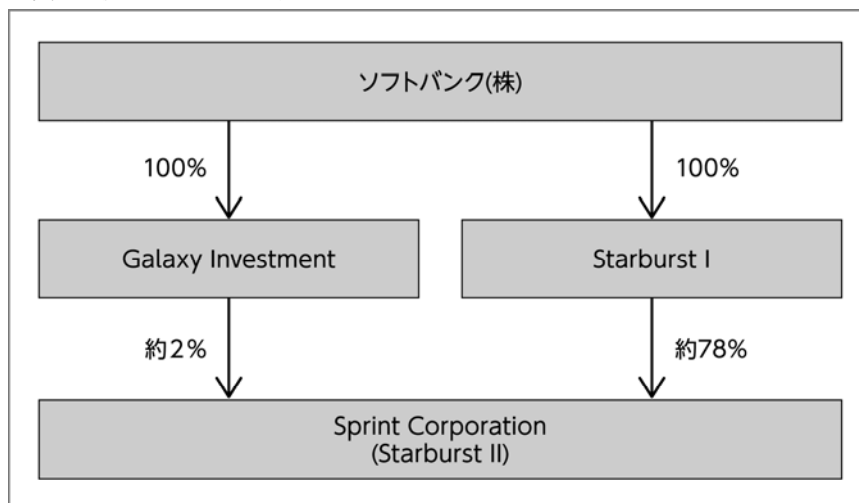 ソフトバンク(株)
100%
100%
Galaxy Investment
Starburst I
約2%
約78%
Sprint Corporation
(Starburst II)